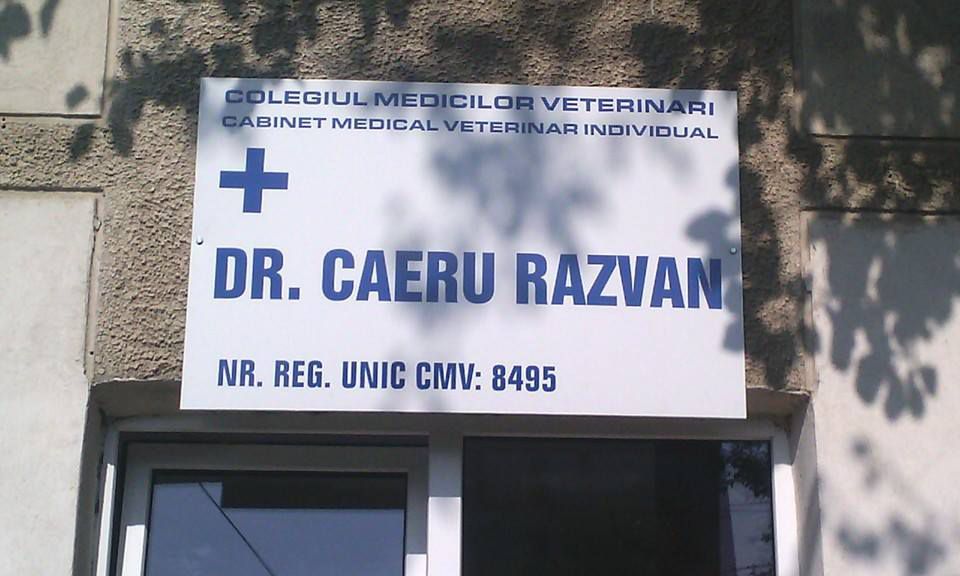 COLEGIUL MEDICILOR VETERINARI
CABINET MEDICAL VETERINAR INDIVIDUAL
DR. CAERU RAZVAN
NR. REG. UNIC CMV: 8495